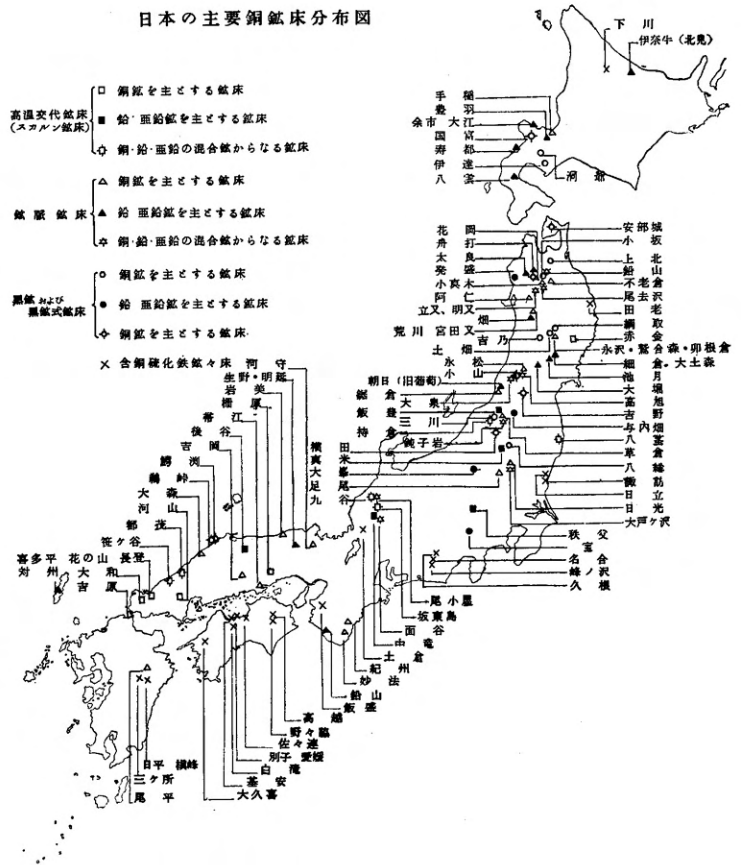 日本の主要銅鉱床分布図
高温交代鉱床
(スカルン鉱床)
銅鉱を主とする鉱床
鉛・亜鉛鉱を主とする鉱床
銅・鉛・亜鉛の混合鉱からなる鉱床
鉱脈鉱床
銅鉱を主とする鉱床
鉛 亜鉛鉱を主とする鉱床
銅・鉛・亜鉛の混合鉱からなる鉱床
黒鉱および
黒鉱式鉱床
銅鉱を主とする鉱床
鉛 亜鉛鉱を主とする鉱床
銅鉱を主とする鉱床
含銅硫化鉄鉱々床
下川
伊奈牛(北見)
手稲
豊羽
余市 大江
国富
寿都
伊達
八雲
洞爺
花岡
舟打
太良
発盛
小真木
阿仁
立又、明又
畑
荒川 宮田又
吉乃
土畑
永松
小山
朝日(旧葡萄)
大泉
飯豊
三川
持倉
鈍子岩
安部城
小坂
上北
鉛山
不老倉
尾去沢
田老
綱取
赤金
永沢・鷲合森・卯根倉
細倉・大土森
池月
大堀
高旭
吉野
与内畑
八茎
草倉
八総
諏訪
日立
日光
大戸ヶ沢
秩父
宝
名合
峰ノ沢
久根
横田
真米
大峯
足尾
九谷
河守
生野・明延
岩美
棚原
帯江
後谷
吉岡
鰐渕
鵜峠
大森
河山
都茂
笹ヶ谷
喜多平 花の山 長登
対州 大和
吉原
尾小屋
坂東島
面谷
中竜
土倉
紀州
妙法
鉛山
飯盛
高越
野々脇
佐々連
別子 愛媛
白滝
基安
大久喜
日平 槇峰
三ヶ所
尾平